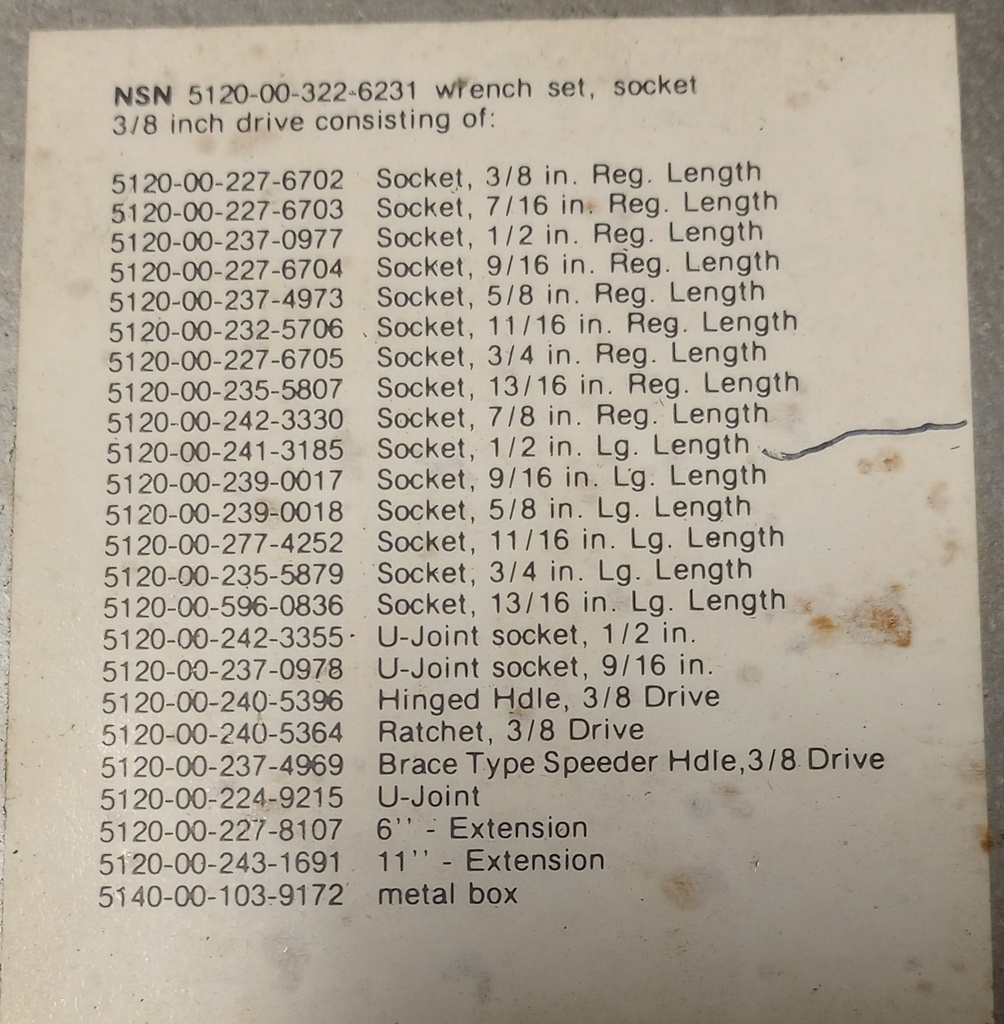 NSN 5120-00-322-6231 wrench set, socket
3/8 inch drive consisting of:
5120-00-227-6702 Socket, 3/8 in. Reg. Length
5120-00-227-6703 Socket, 7/16 in. Reg. Length
5120-00-237-0977 Socket, 1/2 in. Reg. Length
5120-00-227-6704 Socket, 9/16 in. Reg. Length
5120-00-237-4973 Socket, 5/8 in. Reg. Length
5120-00-232-5706 Socket, 11/16 in. Reg. Length
5120-00-227-6705 Socket, 3/4 in. Reg. Length
5120-00-235-5807 Socket, 13/16 in. Reg. Length
5120-00-242-3330 Socket, 7/8 in. Reg. Length
5120-00-241-3185 Socket, 1/2 in. Lg. Length
5120-00-239-0017 Socket, 9/16 in. Lg. Length
5120-00-239-0018 Socket, 5/8 in. Lg. Length
5120-00-277-4252 Socket, 11/16 in. Lg. Length
5120-00-235-5879 Socket, 3/4 in. Lg. Length
5120-00-596-0836 Socket, 13/16 in. Lg. Length
5120-00-242-3355 U-Joint socket, 1/2 in.
5120-00-237-0978 U-Joint socket, 9/16 in.
5120-00-240-5396 Hinged Hdle, 3/8 Drive
5120-00-240-5364 Ratchet, 3/8 Drive
5120-00-237-4969 Brace Type Speeder Hdle,3/8 Drive
5120-00-224-9215 U-Joint
5120-00-227-8107 6'' - Extension
5120-00-243-1691 11'' - Extension
5140-00-103-9172 metal box